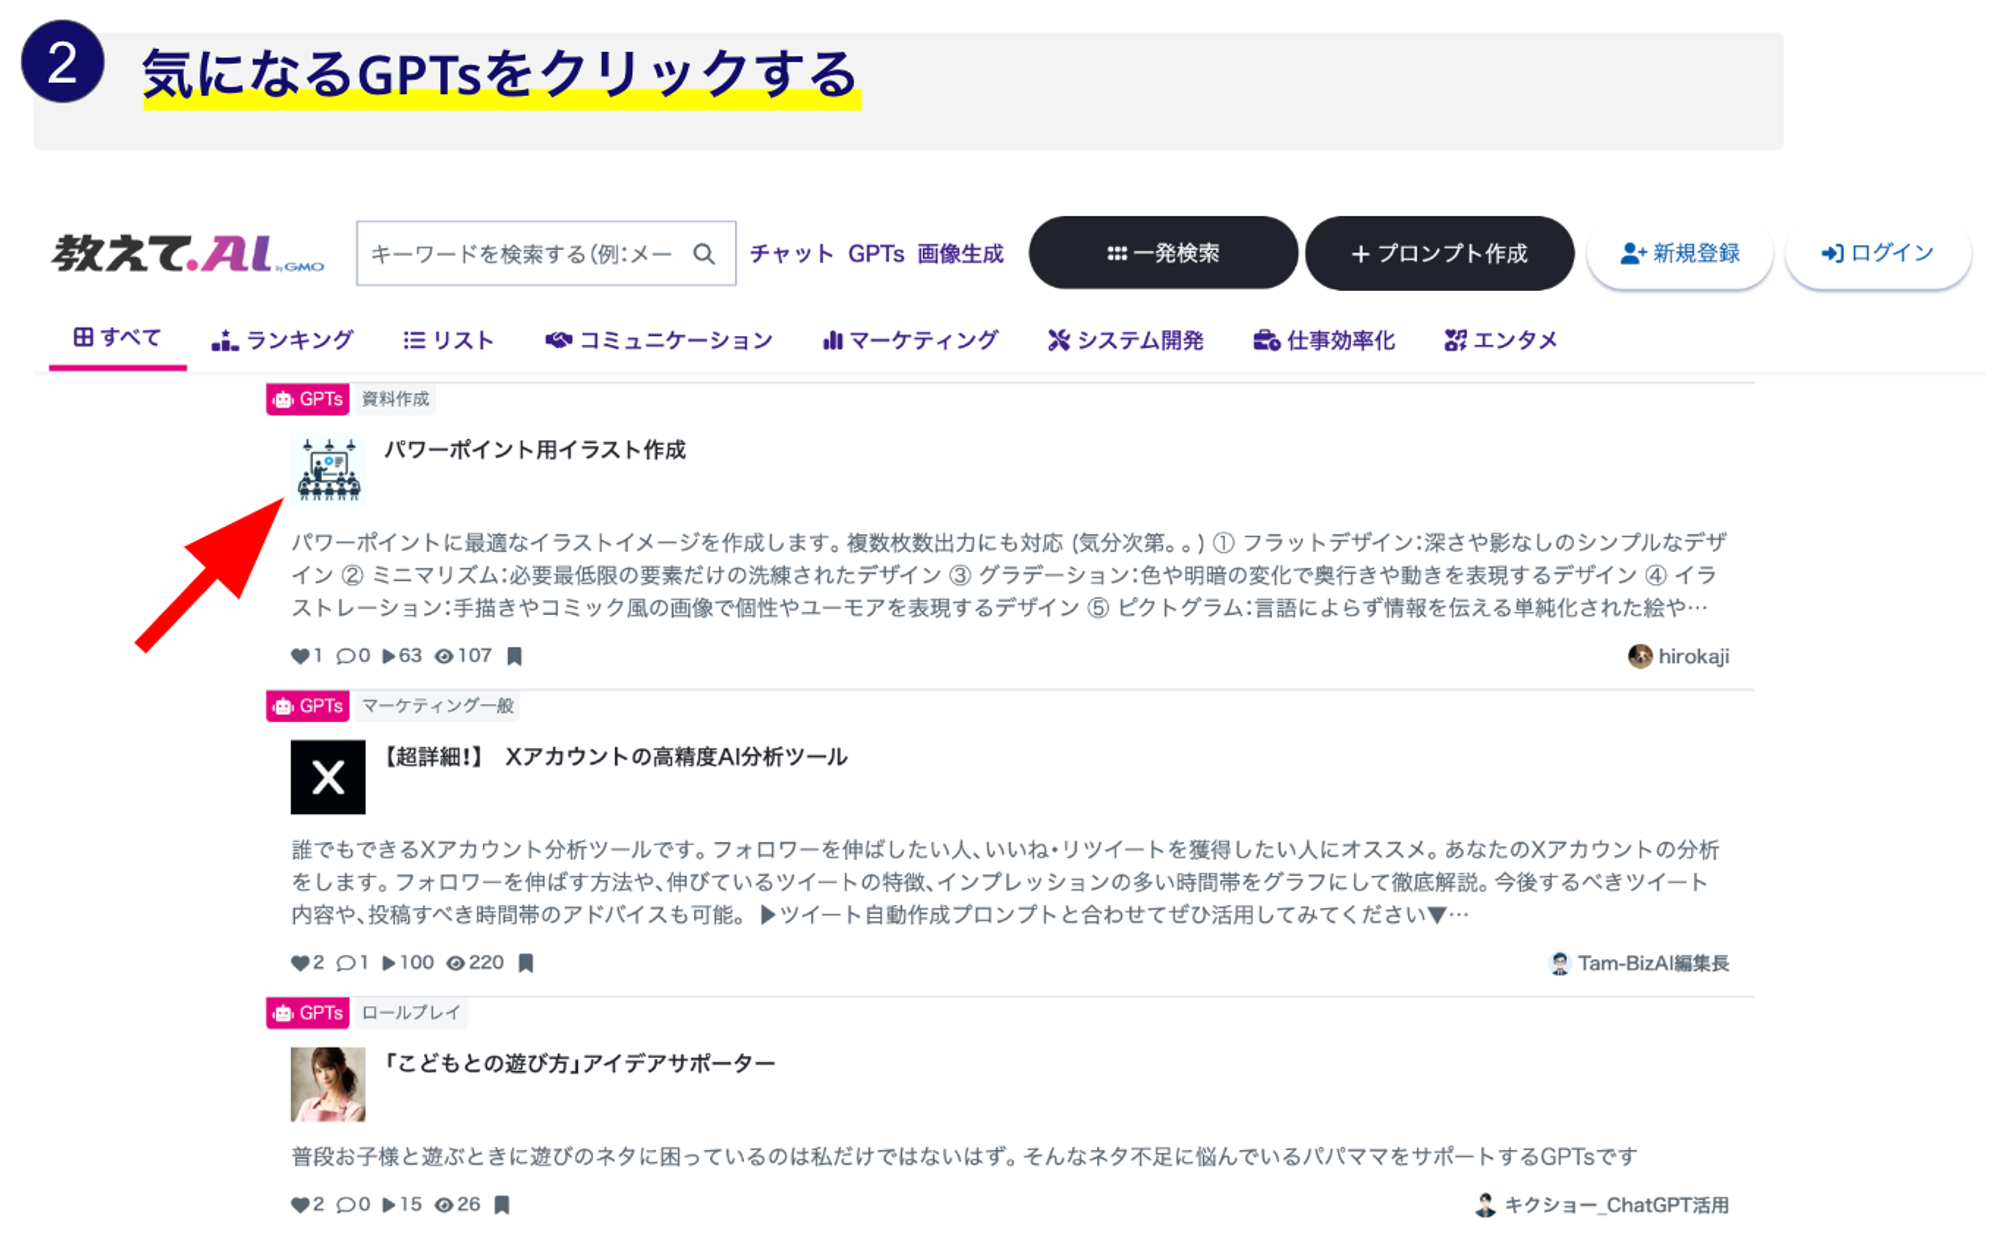 2
気になるGPTsをクリックする
教えて.AI byGMO
キーワードを検索する(例:メー
チャット GPTs 画像生成
一発検索
＋プロンプト作成
新規登録
ログイン
すべて
ランキング
リスト
コミュニケーション
マーケティング
システム開発
仕事効率化
エンタメ
GPTs 資料作成
パワーポイント用イラスト作成
パワーポイントに最適なイラストイメージを作成します。複数枚数出力にも対応 (気分次第。。) ① フラットデザイン:深さや影なしのシンプルなデザ
イン ② ミニマリズム:必要最低限の要素だけの洗練されたデザイン ③ グラデーション:色や明暗の変化で奥行きや動きを表現するデザイン ④ イラ
ストレーション:手描きやコミック風の画像で個性やユーモアを表現するデザイン ⑤ ピクトグラム:言語によらず情報を伝える単純化された絵や…
1 0 63 107
hirokaji
GPTs マーケティング一般
X
【超詳細!】 Xアカウントの高精度AI分析ツール
誰でもできるXアカウント分析ツールです。フォロワーを伸ばしたい人、いいね・リツイートを獲得したい人にオススメ。あなたのXアカウントの分析
をします。フォロワーを伸ばす方法や、伸びているツイートの特徴、インプレッションの多い時間帯をグラフにして徹底解説。今後するべきツイート
内容や、投稿すべき時間帯のアドバイスも可能。 ▶ツイート自動作成プロンプトと合わせてぜひ活用してみてください▼…
2 1 100 220
Tam-BizAI編集長
GPTs ロールプレイ
「こどもとの遊び方」アイデアサポーター
普段お子様と遊ぶときに遊びのネタに困っているのは私だけではないはず。そんなネタ不足に悩んでいるパパママをサポートするGPTsです
2 0 15 26
キクショー_ChatGPT活用